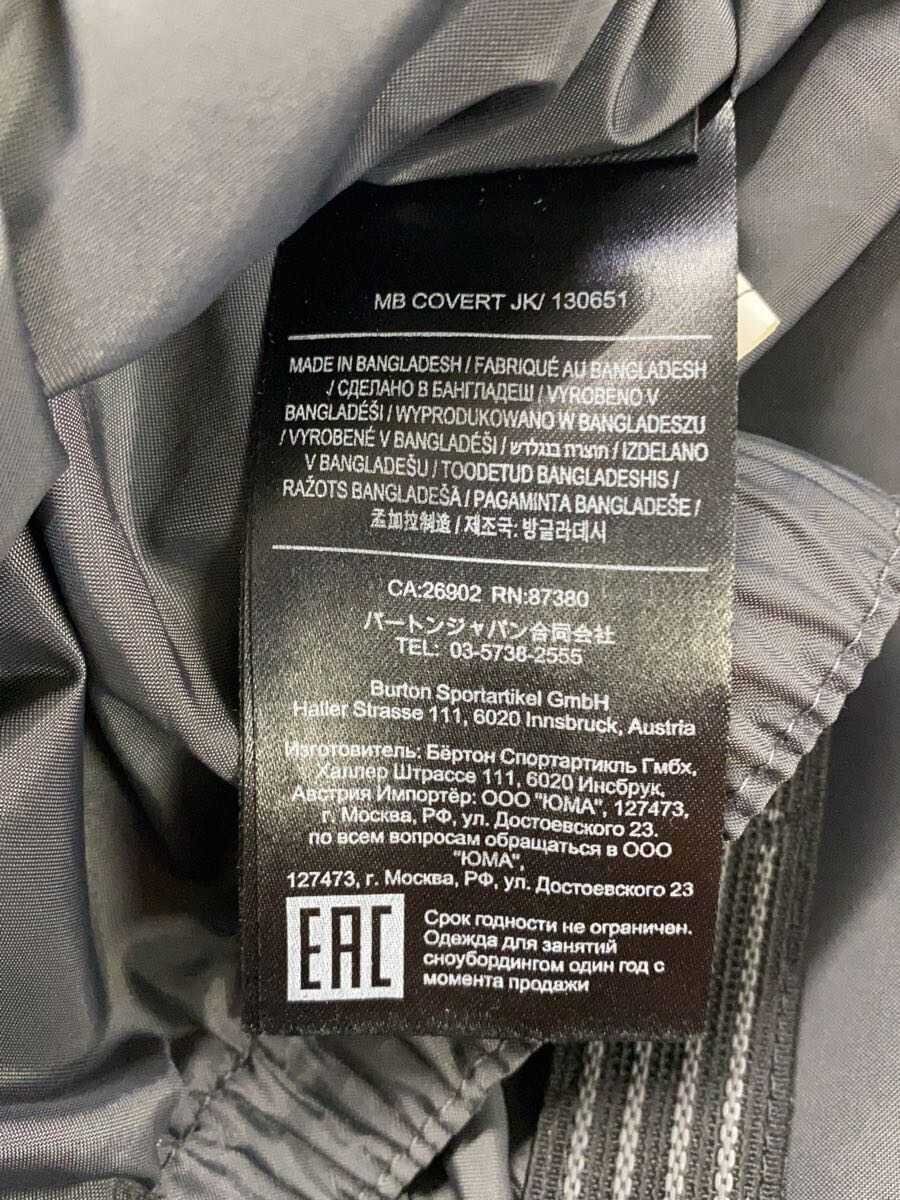 MB COVERT JK/ 130651
MADE IN BANGLADESH / FABRIQUÉ AU BANGLADESH
/ СДЕЛАНО В БАНГЛАДЕШ / VYROBENO V
BANGLADÉŠI / WYPRODUKOWANO W BANGLADESZU
/ VYROBENÉ V BANGLADÉŠI / תוצרת בנגלדש / IZDELANO
V BANGLADEŠU / TOODETUD BANGLADESHIS /
RAŽOTS BANGLADEŠĀ / PAGAMINTA BANGLADEŠE /
孟加拉制造 / 제조국: 방글라데시
CA:26902 RN:87380
バートンジャパン合同会社
TEL: 03-5738-2555
Burton Sportartikel GmbH
Haller Strasse 111, 6020 Innsbruck, Austria
Изготовитель: Бёртон Спортартикль Гмбх,
Халлер Штрассе 111, 6020 Инсбрук,
Австрия Импортёр: ООО "ЮМА", 127473,
г. Москва, РФ, ул. Достоевского 23.
по всем вопросам обращаться в ООО
"ЮМА",
127473, г. Москва, РФ, ул. Достоевского 23
EAC
Срок годности не ограничен.
Одежда для занятий
сноубордингом один год с
момента продажи